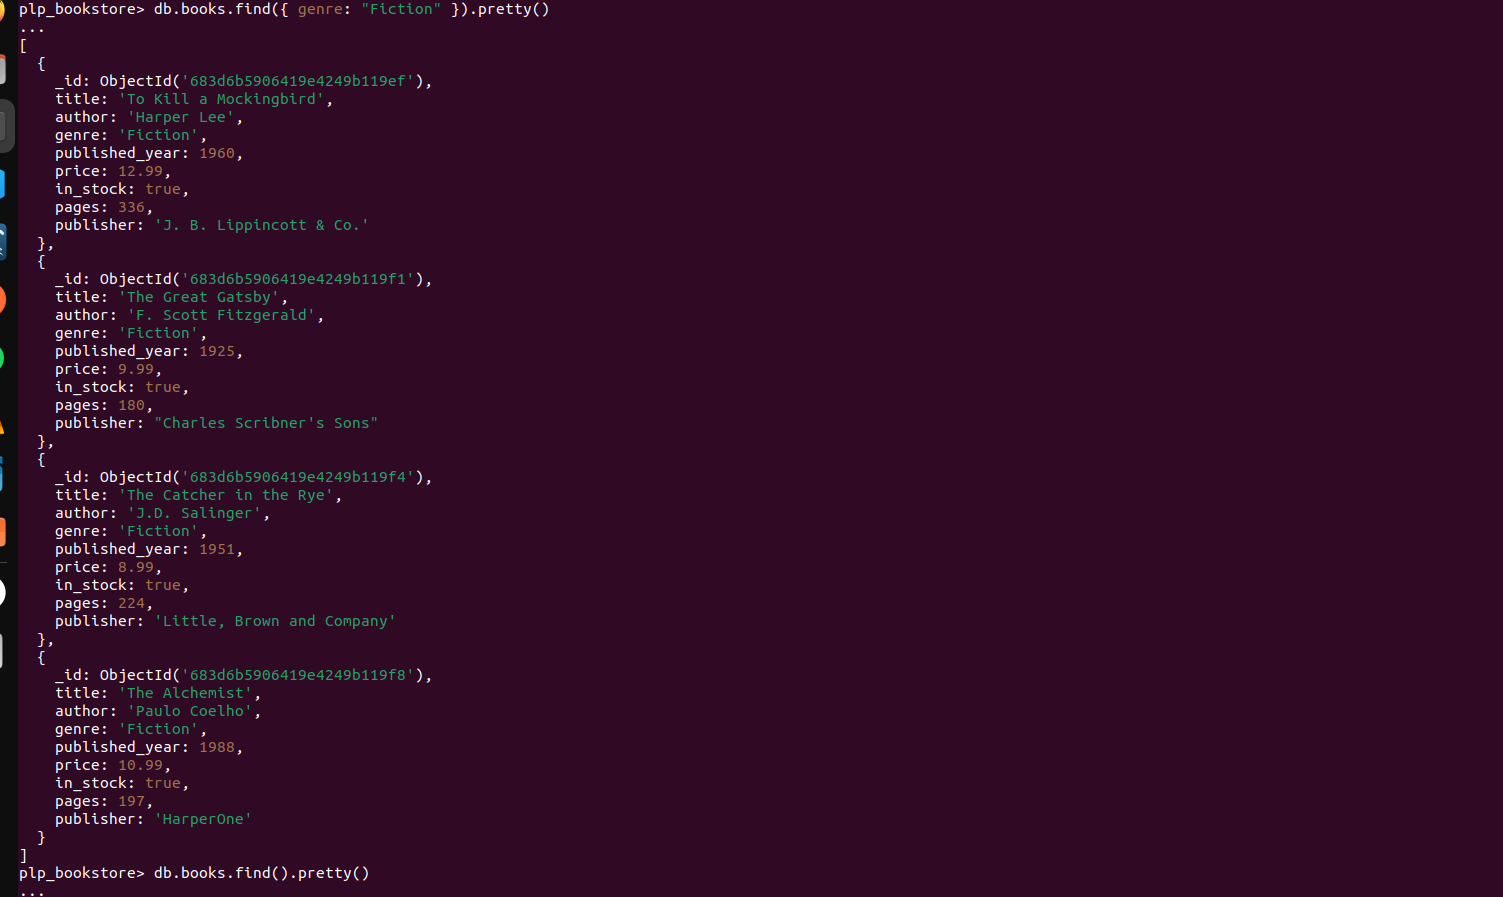 plp_bookstore> db.books.find({ genre: "Fiction" }).pretty()
...
[
  {
    _id: ObjectId('683d6b5906419e4249b119ef'),
    title: 'To Kill a Mockingbird',
    author: 'Harper Lee',
    genre: 'Fiction',
    published_year: 1960,
    price: 12.99,
    in_stock: true,
    pages: 336,
    publisher: 'J. B. Lippincott & Co.'
  },
  {
    _id: ObjectId('683d6b5906419e4249b119f1'),
    title: 'The Great Gatsby',
    author: 'F. Scott Fitzgerald',
    genre: 'Fiction',
    published_year: 1925,
    price: 9.99,
    in_stock: true,
    pages: 180,
    publisher: "Charles Scribner's Sons"
  },
  {
    _id: ObjectId('683d6b5906419e4249b119f4'),
    title: 'The Catcher in the Rye',
    author: 'J.D. Salinger',
    genre: 'Fiction',
    published_year: 1951,
    price: 8.99,
    in_stock: true,
    pages: 224,
    publisher: 'Little, Brown and Company'
  },
  {
    _id: ObjectId('683d6b5906419e4249b119f8'),
    title: 'The Alchemist',
    author: 'Paulo Coelho',
    genre: 'Fiction',
    published_year: 1988,
    price: 10.99,
    in_stock: true,
    pages: 197,
    publisher: 'HarperOne'
  }
]
plp_bookstore> db.books.find().pretty()
...